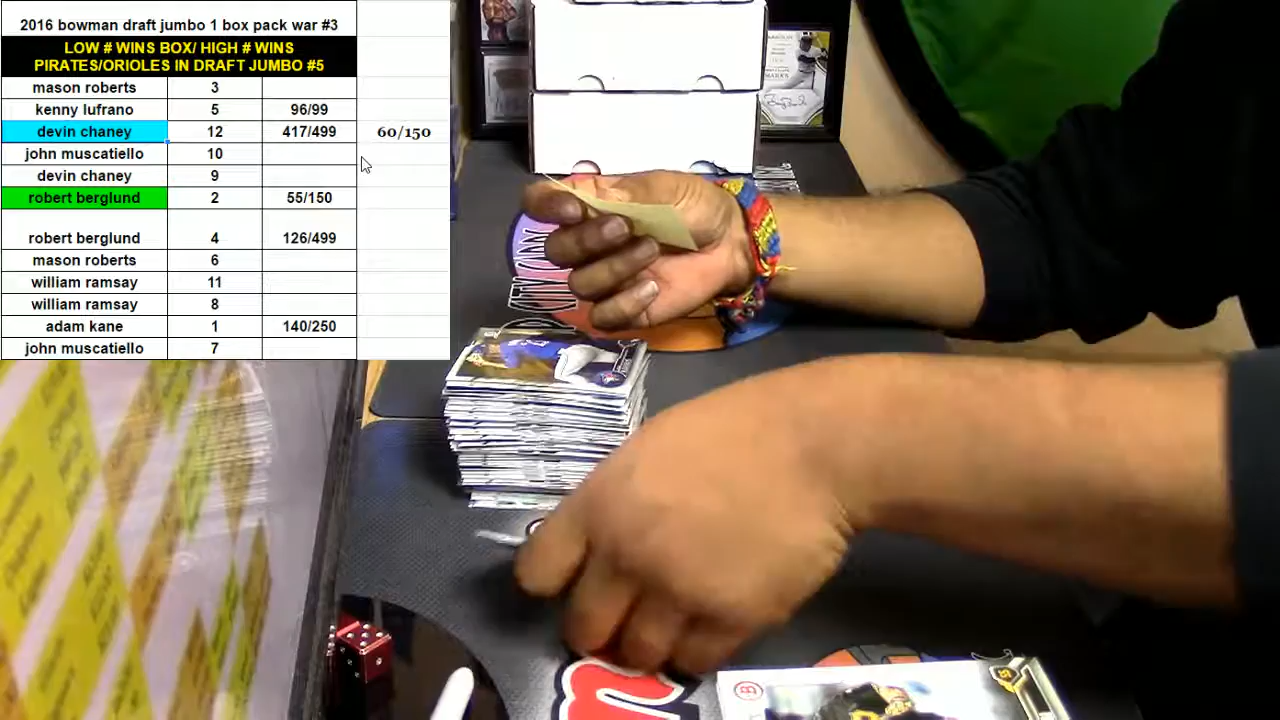 2016 bowman draft jumbo 1 box pack war #3
LOW # WINS BOX/ HIGH # WINS
PIRATES/ORIOLES IN DRAFT JUMBO #5
mason roberts 3
kenny lufrano 5 96/99
devin chaney 12 417/499 60/150
john muscatiello 10
devin chaney 9
robert berglund 2 55/150
robert berglund 4 126/499
mason roberts 6
william ramsay 11
william ramsay 8
adam kane 1 140/250
john muscatiello 7